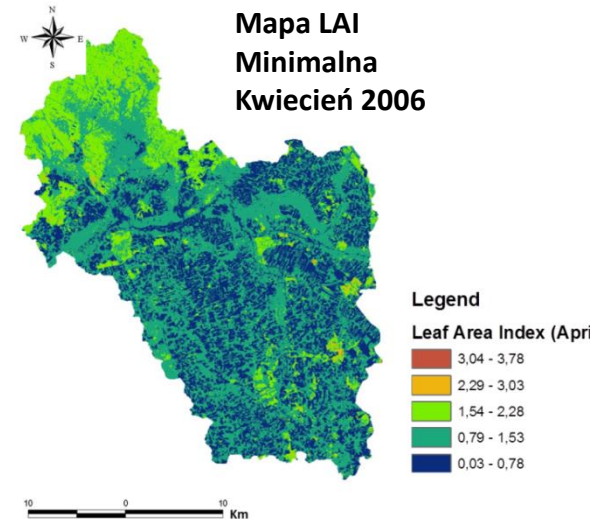 Mapa LAI
Minimalna
Kwiecień 2006
N
W E
S
Legend
Leaf Area Index (Apri
3,04 - 3,78
2,29 - 3,03
1,54 - 2,28
0,79 - 1,53
0,03 - 0,78
10 0 10
Km